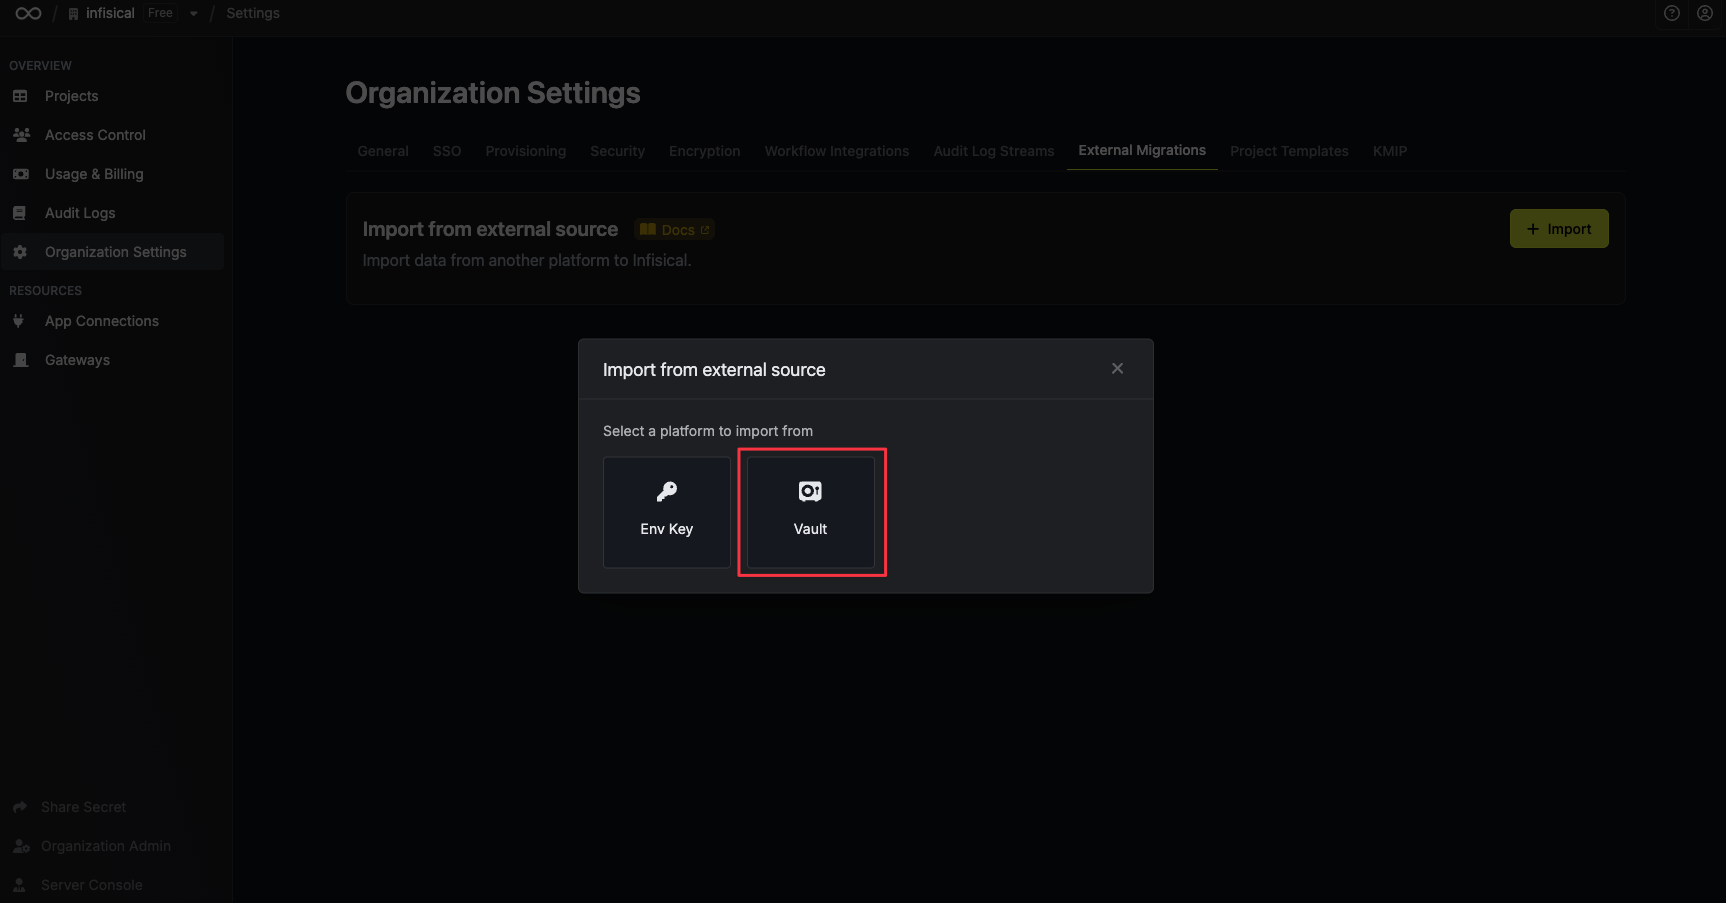 infisical Free Settings
OVERVIEW
Projects
Access Control
Usage & Billing
Audit Logs
Organization Settings
RESOURCES
App Connections
Gateways
Share Secret
Organization Admin
Server Console
Organization Settings
General SSO Provisioning Security Encryption Workflow Integrations Audit Log Streams External Migrations Project Templates KMIP
Import from external source Docs
Import data from another platform to Infisical.
+ Import
Import from external source
Select a platform to import from
Env Key
Vault